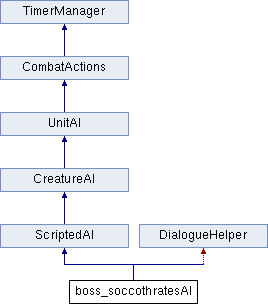 TimerManager
CombatActions
UnitAI
CreatureAI
ScriptedAI
DialogueHelper
boss_soccothratesAI